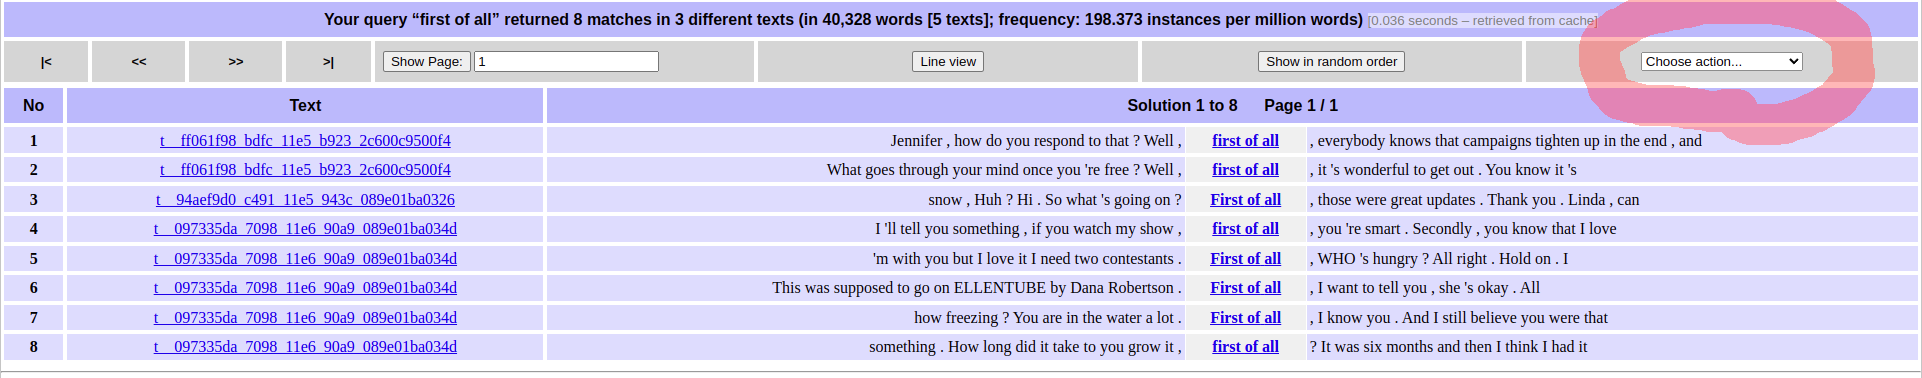 Your query “first of all” returned 8 matches in 3 different texts (in 40,328 words [5 texts]; frequency: 198.373 instances per million words) [0.036 seconds – retrieved from cache]
|< << >> >| Show Page: 1 Line view Show in random order Choose action...
No Text Solution 1 to 8 Page 1 / 1
1 t__ff061f98_bdfc_11e5_b923_2c600c9500f4 Jennifer , how do you respond to that ? Well , first of all , everybody knows that campaigns tighten up in the end , and
2 t__ff061f98_bdfc_11e5_b923_2c600c9500f4 What goes through your mind once you 're free ? Well , first of all , it 's wonderful to get out . You know it 's
3 t__94aef9d0_c491_11e5_943c_089e01ba0326 snow , Huh ? Hi . So what 's going on ? First of all , those were great updates . Thank you . Linda , can
4 t__097335da_7098_11e6_90a9_089e01ba034d I 'll tell you something , if you watch my show , first of all , you 're smart . Secondly , you know that I love
5 t__097335da_7098_11e6_90a9_089e01ba034d 'm with you but I love it I need two contestants . First of all , WHO 's hungry ? All right . Hold on . I
6 t__097335da_7098_11e6_90a9_089e01ba034d This was supposed to go on ELLENTUBE by Dana Robertson . First of all , I want to tell you , she 's okay . All
7 t__097335da_7098_11e6_90a9_089e01ba034d how freezing ? You are in the water a lot . First of all , I know you . And I still believe you were that
8 t__097335da_7098_11e6_90a9_089e01ba034d something . How long did it take to you grow it , first of all ? It was six months and then I think I had it